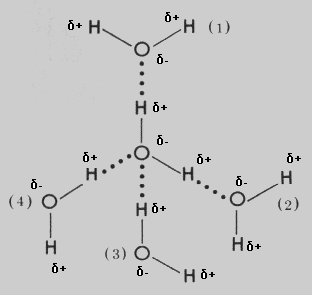 δ+ H H δ+ (1)
O δ-
H δ+
δ+ O δ- δ+
δ- H H δ- H
(4) O O (2)
H δ+
H H δ+
δ+ (3) O
δ- H δ+